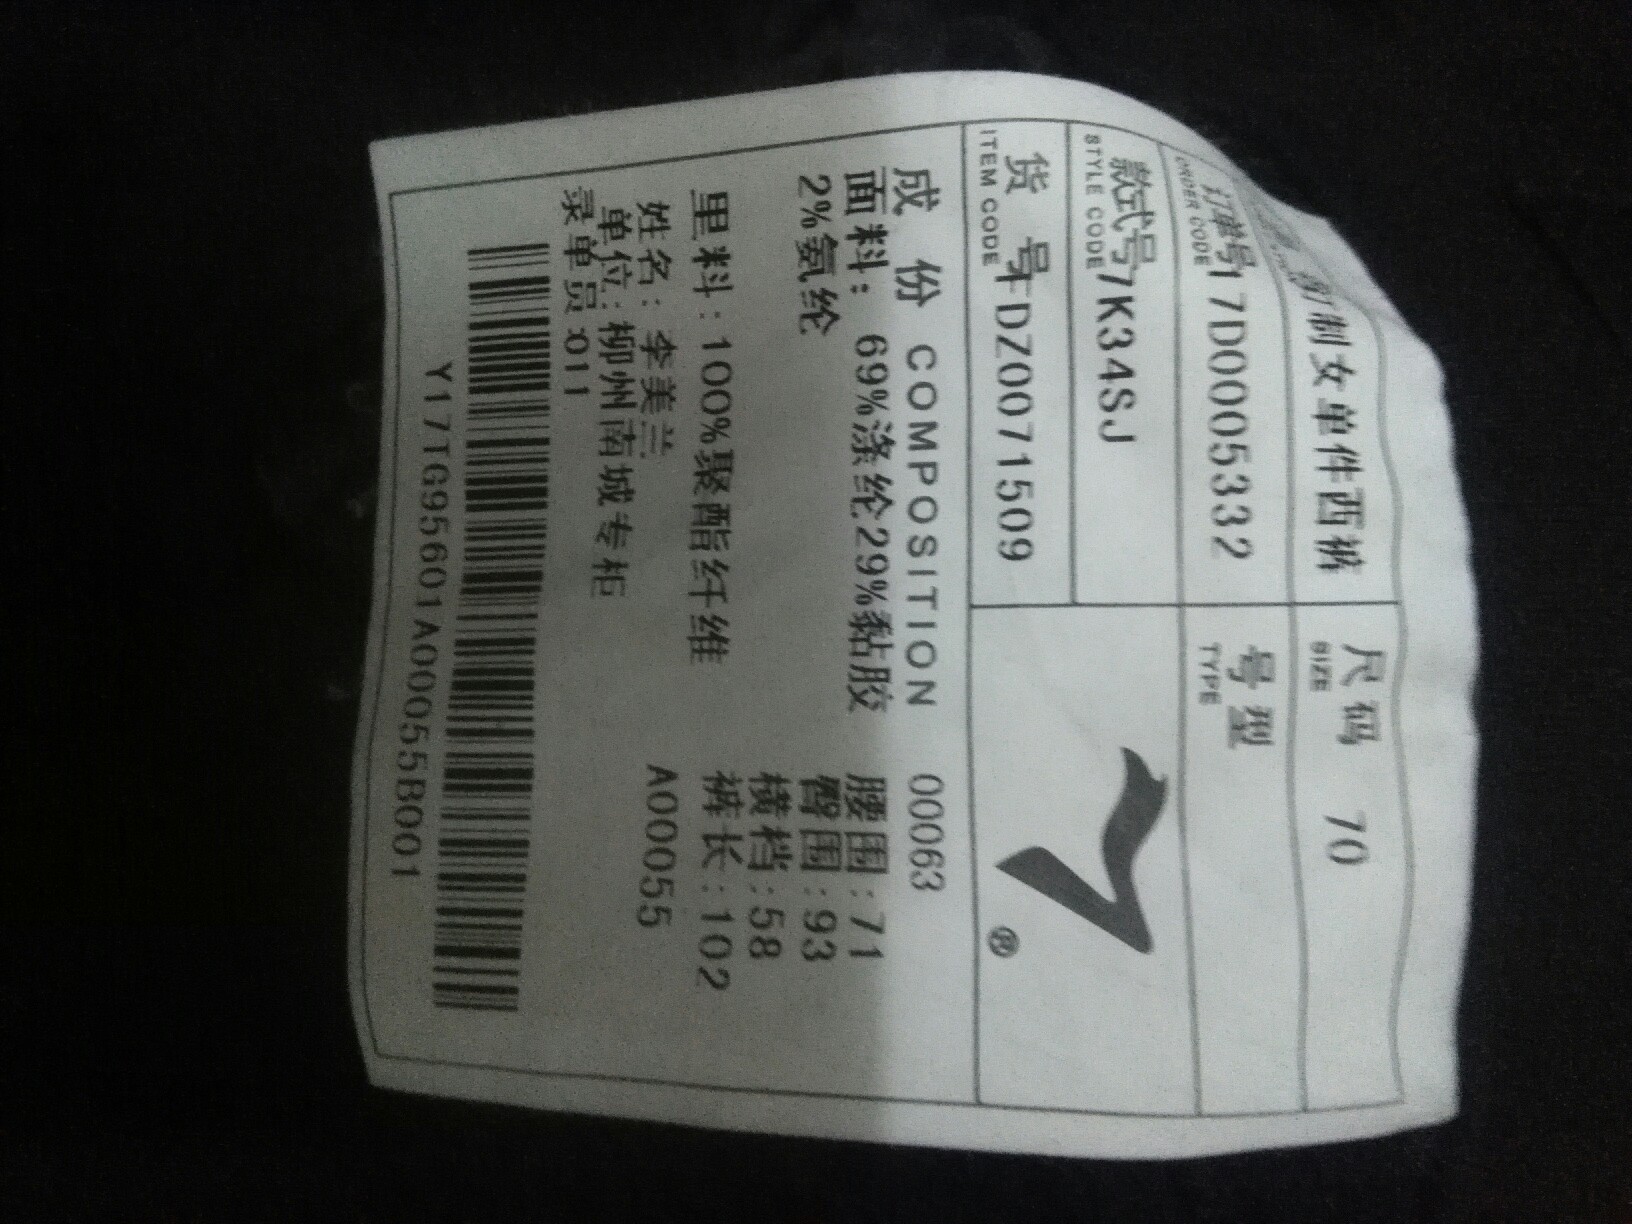 订制女单件西裤
尺码 70
SIZE
订单号17D0005332
ORDER CODE
号型
TYPE
款式号7K34SJ
STYLE CODE
货 号FDZ0071509
ITEM CODE
®
成 份 COMPOSITION 00063
面料: 69%涤纶29%黏胶
2%氨纶
腰围:71
臀围:93
横档:58
里料:100%聚酯纤维
裤长:102
姓名:李美兰
A00055
单位:柳州南城专柜
录单员:011
Y17TG95601A00055B001